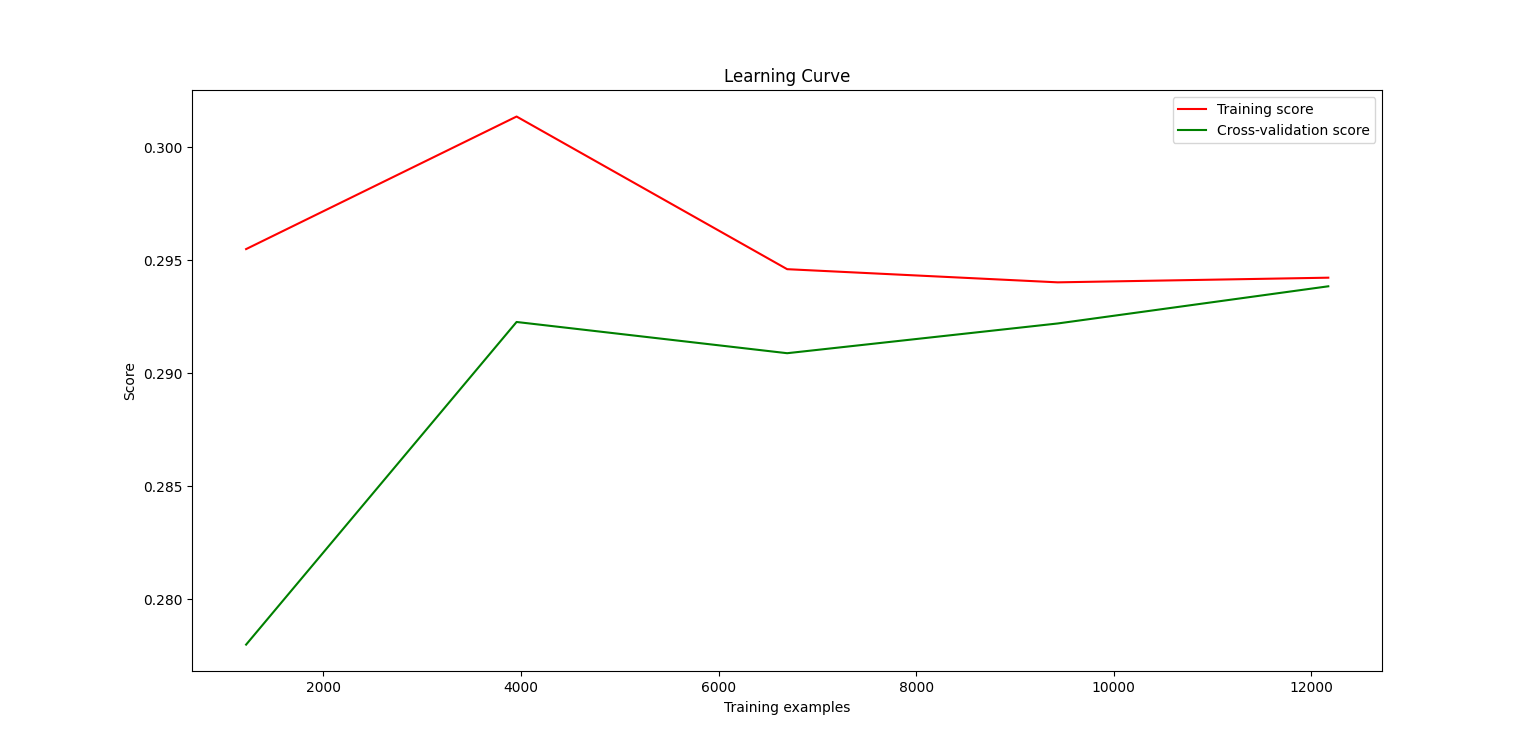 Learning Curve
Training score
Cross-validation score
0.300
0.295
0.290
0.285
0.280
Score
2000
4000
6000
8000
10000
12000
Training examples